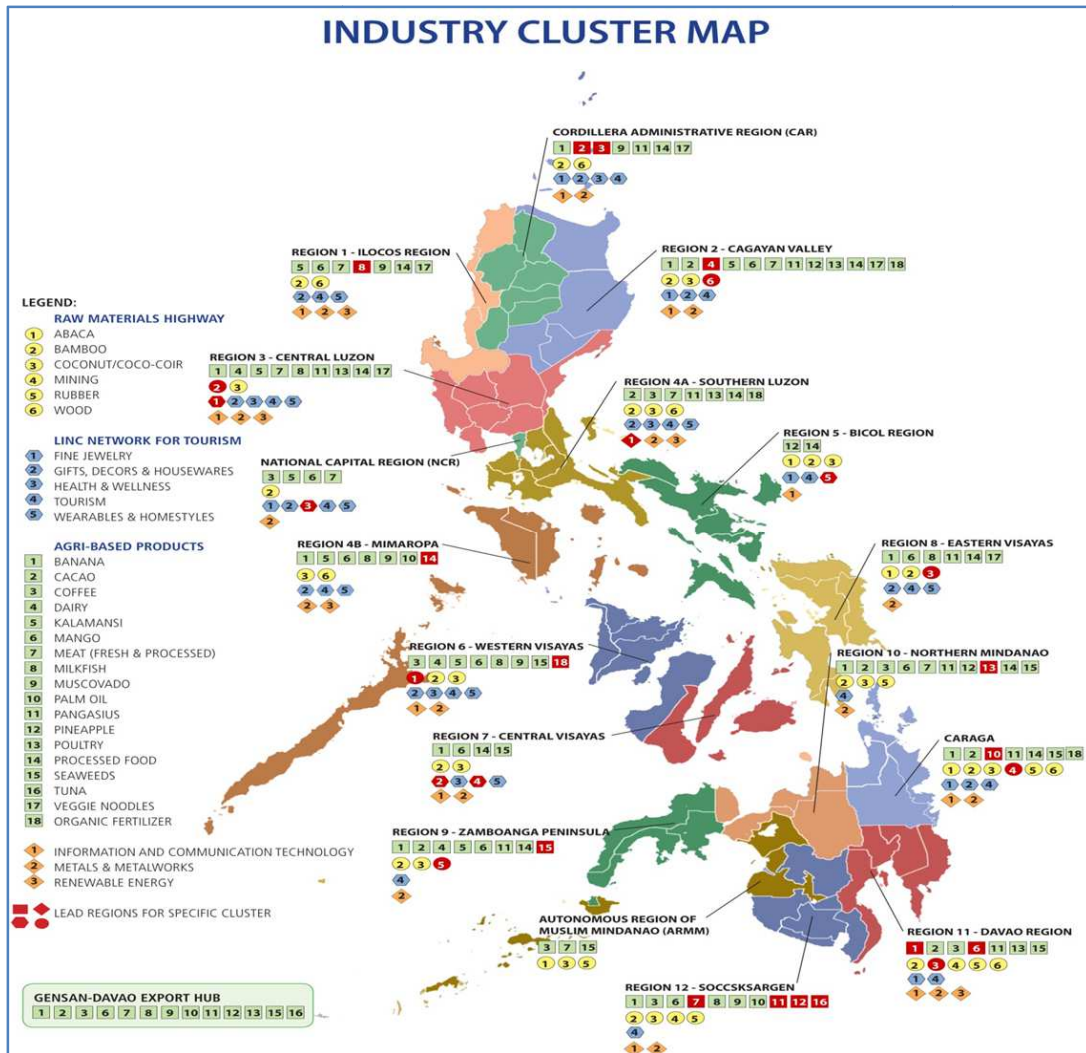 INDUSTRY CLUSTER MAP
CORDILLERA ADMINISTRATIVE REGION (CAR)
1 2 3 9 11 14 17
2 6
1 2 3 4
1 2
REGION 1 - ILOCOS REGION
5 6 7 8 9 14 17
2 6
2 4 5
1 2 3
REGION 2 - CAGAYAN VALLEY
1 2 4 5 6 7 11 12 13 14 17 18
2 3 6
1 2 4
1 2
LEGEND:
RAW MATERIALS HIGHWAY
1 ABACA
2 BAMBOO
3 COCONUT/COCO-COIR
4 MINING
5 RUBBER
6 WOOD
LINC NETWORK FOR TOURISM
1 FINE JEWELRY
2 GIFTS, DECORS & HOUSEWARES
3 HEALTH & WELLNESS
4 TOURISM
5 WEARABLES & HOMESTYLES
AGRI-BASED PRODUCTS
1 BANANA
2 CACAO
3 COFFEE
4 DAIRY
5 KALAMANSI
6 MANGO
7 MEAT (FRESH & PROCESSED)
8 MILKFISH
9 MUSCOVADO
10 PALM OIL
11 PANGASIUS
12 PINEAPPLE
13 POULTRY
14 PROCESSED FOOD
15 SEAWEEDS
16 TUNA
17 VEGGIE NOODLES
18 ORGANIC FERTILIZER
1 INFORMATION AND COMMUNICATION TECHNOLOGY
2 METALS & METALWORKS
3 RENEWABLE ENERGY
LEAD REGIONS FOR SPECIFIC CLUSTER
REGION 3 - CENTRAL LUZON
1 4 5 7 8 11 13 14 17
2 3
1 2 3 4 5
1 2 3
REGION 4A - SOUTHERN LUZON
2 3 7 11 13 14 18
2 3 6
2 3 4 5
1 2 3
NATIONAL CAPITAL REGION (NCR)
3 5 6 7
2
1 2 3 4 5
2
REGION 5 - BICOL REGION
12 14
1 2 3
1 4 5
1
REGION 4B - MIMAROPA
1 5 6 8 9 10 14
3 6
2 4 5
2 3
REGION 8 - EASTERN VISAYAS
1 6 8 11 14 17
1 2 3
2 4 5
2
REGION 6 - WESTERN VISAYAS
3 4 5 6 8 9 15 18
1 2 3
2 3 4 5
1 2
REGION 10 - NORTHERN MINDANAO
1 2 3 6 7 11 12 13 14 15
2 3 5
4
2
REGION 7 - CENTRAL VISAYAS
1 6 14 15
2 3
2 3 4 5
1 2
CARAGA
1 2 10 11 14 15 18
1 2 3 4 5 6
1 2 4
1 2
REGION 9 - ZAMBOANGA PENINSULA
1 2 4 5 6 11 14 15
2 3 5
4
2
AUTONOMOUS REGION OF
MUSLIM MINDANAO (ARMM)
3 7 15
1 3 5
REGION 11 - DAVAO REGION
1 2 3 6 11 13 15
2 3 4 5 6
1 4
1 2 3
REGION 12 - SOCCSKSARGEN
1 3 6 7 8 9 10 11 12 16
2 3 4 5
4
1 2
GENSAN-DAVAO EXPORT HUB
1 2 3 6 7 8 9 10 11 12 13 15 16